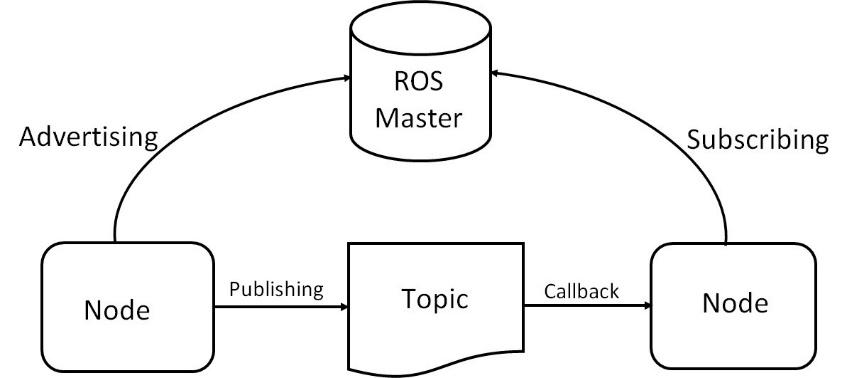 ROS
Master
Advertising
Subscribing
Node
Publishing
Topic
Callback
Node